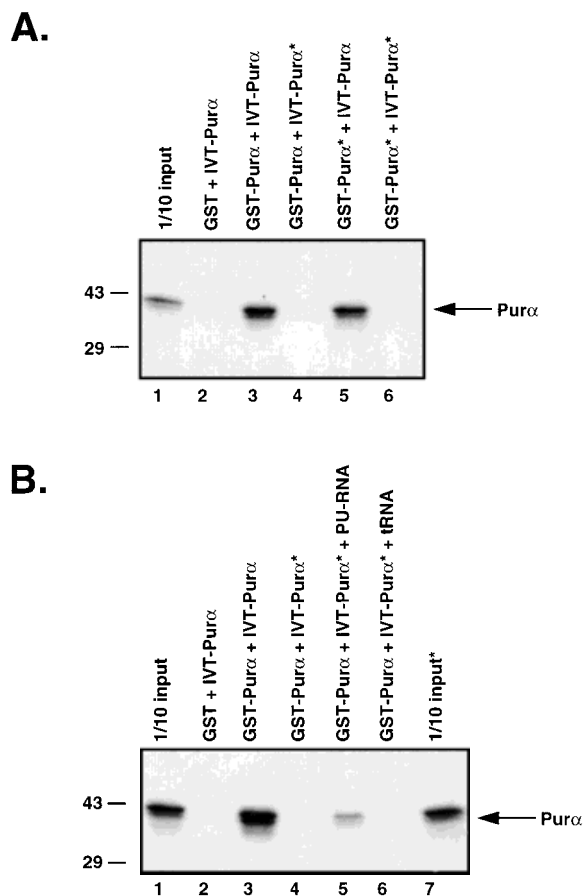 A.
1/10 input
GST + IVT-Purα
GST-Purα + IVT-Purα
GST-Purα + IVT-Purα*
GST-Purα* + IVT-Purα
GST-Purα* + IVT-Purα*
43
29
Purα
1 2 3 4 5 6
B.
1/10 input
GST + IVT-Purα
GST-Purα + IVT-Purα
GST-Purα + IVT-Purα*
GST-Purα + IVT-Purα* + PU-RNA
GST-Purα + IVT-Purα* + tRNA
1/10 input*
43
29
Purα
1 2 3 4 5 6 7